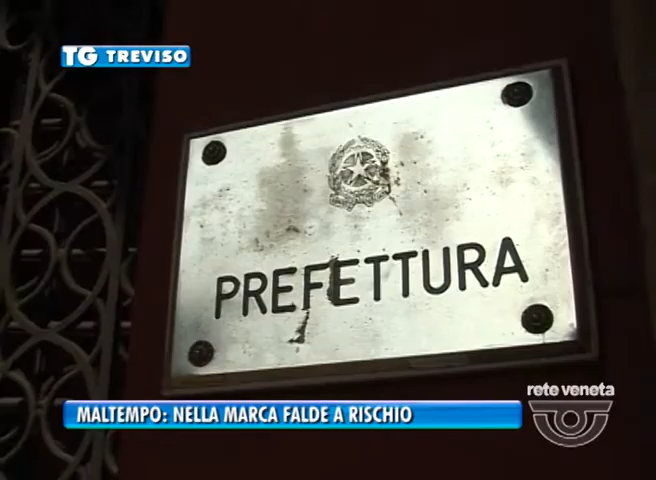 TG TREVISO
PREFETTURA
MALTEMPO: NELLA MARCA FALDE A RISCHIO
rete veneta